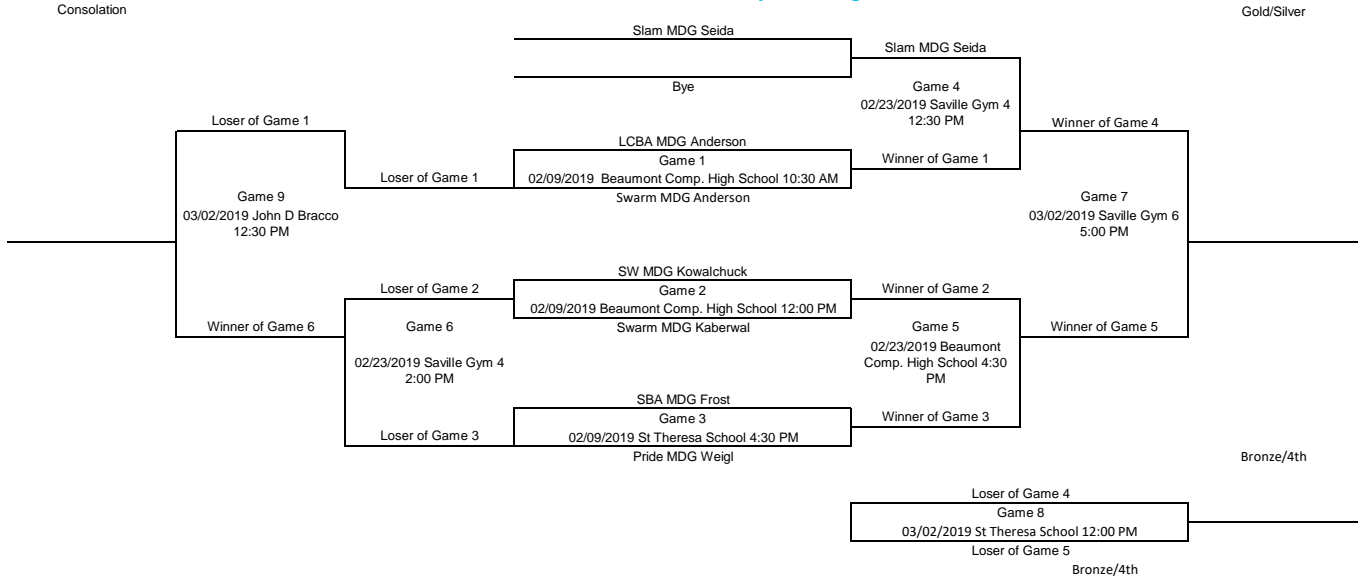 Consolation
Gold/Silver
Slam MDG Seida
Slam MDG Seida
Bye
Game 4
02/23/2019 Saville Gym 4
12:30 PM
Loser of Game 1
Winner of Game 4
LCBA MDG Anderson
Game 1
Winner of Game 1
Loser of Game 1
02/09/2019 Beaumont Comp. High School 10:30 AM
Swarm MDG Anderson
Game 9
03/02/2019 John D Bracco
12:30 PM
Game 7
03/02/2019 Saville Gym 6
5:00 PM
SW MDG Kowalchuck
Loser of Game 2
Game 2
Winner of Game 2
02/09/2019 Beaumont Comp. High School 12:00 PM
Winner of Game 6
Game 6
Swarm MDG Kaberwal
Game 5
Winner of Game 5
02/23/2019 Saville Gym 4
2:00 PM
02/23/2019 Beaumont
Comp. High School 4:30
PM
SBA MDG Frost
Game 3
Winner of Game 3
Loser of Game 3
02/09/2019 St Theresa School 4:30 PM
Pride MDG Weigl
Bronze/4th
Loser of Game 4
Game 8
03/02/2019 St Theresa School 12:00 PM
Loser of Game 5
Bronze/4th